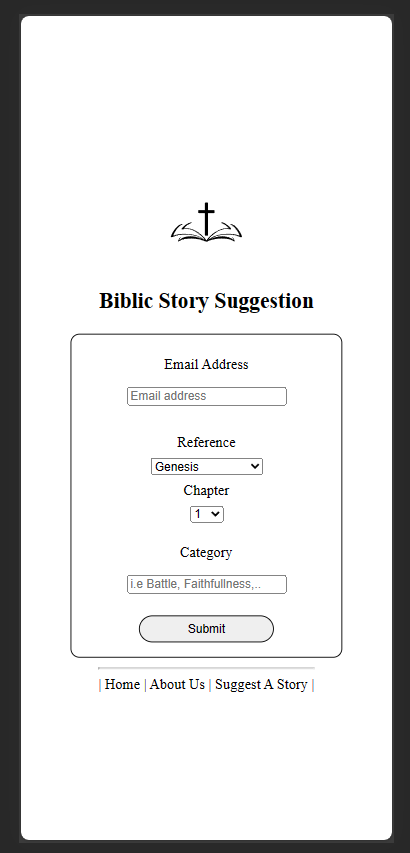 Biblic Story Suggestion
Email Address
Email address
Reference
Genesis
Chapter
1
Category
i.e Battle, Faithfullness,..
Submit
| Home | About Us | Suggest A Story |